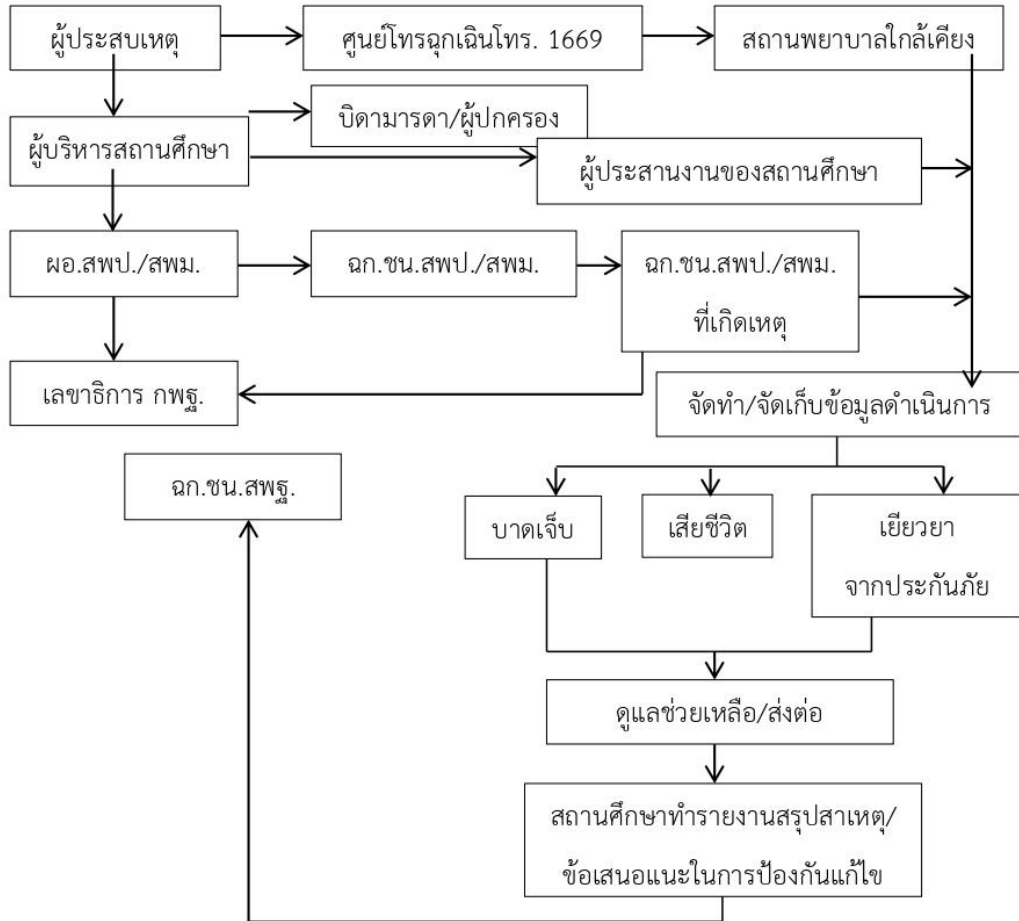 ผู้ประสบเหตุ
ศูนย์โทรฉุกเฉินโทร. 1669
สถานพยาบาลใกล้เคียง
บิดามารดา/ผู้ปกครอง
ผู้บริหารสถานศึกษา
ผู้ประสานงานของสถานศึกษา
ผอ.สพป./สพม.
ฉก.ชน.สพป./สพม.
ฉก.ชน.สพป./สพม.
ที่เกิดเหตุ
เลขาธิการ กพฐ.
จัดทำ/จัดเก็บข้อมูลดำเนินการ
ฉก.ชน.สพฐ.
บาดเจ็บ
เสียชีวิต
เยียวยา
จากประกันภัย
ดูแลช่วยเหลือ/ส่งต่อ
สถานศึกษาทำรายงานสรุปสาเหตุ/
ข้อเสนอแนะในการป้องกันแก้ไข